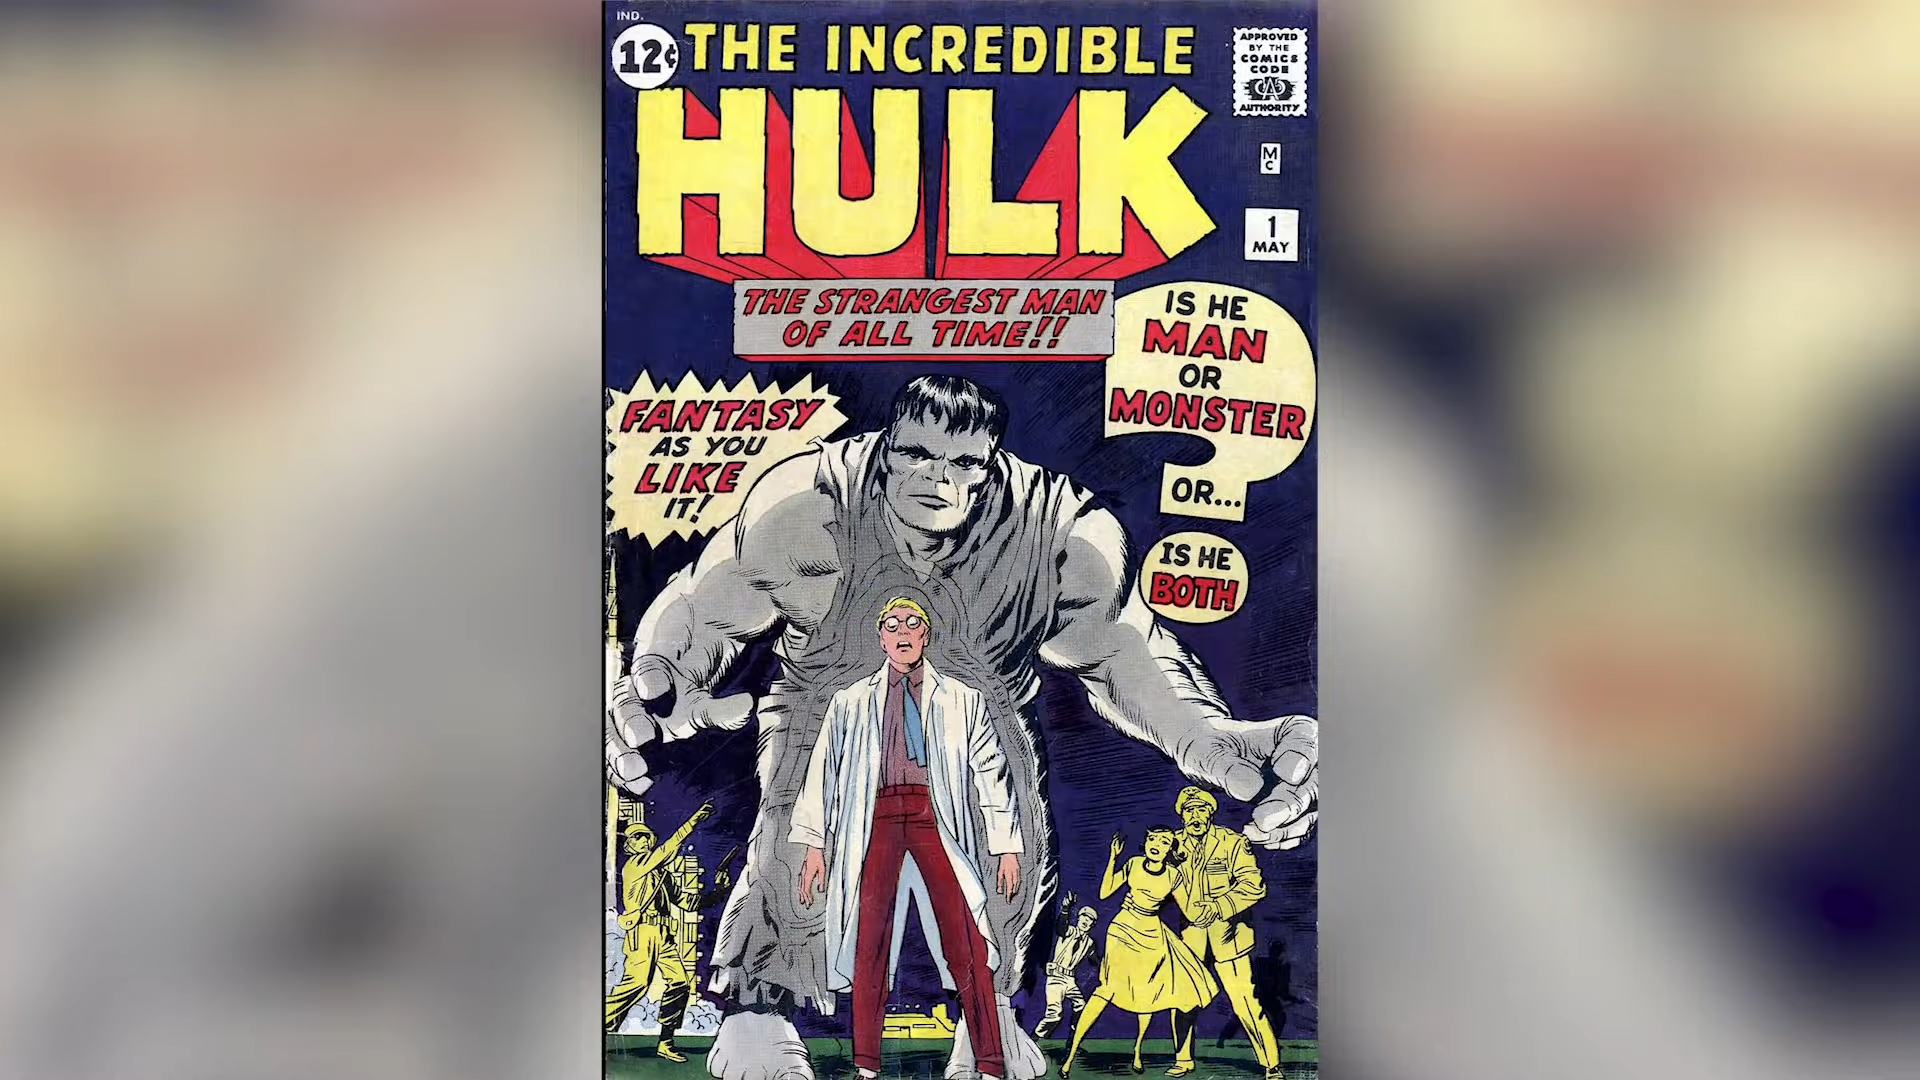 IND.
12¢
THE INCREDIBLE
HULK
APPROVED
BY THE
COMICS
CODE
CA
AUTHORITY
M
C
1
MAY
THE STRANGEST MAN
OF ALL TIME!!
IS HE
MAN
OR
MONSTER
?
OR...
IS HE
BOTH
FANTASY
AS YOU
LIKE
IT!